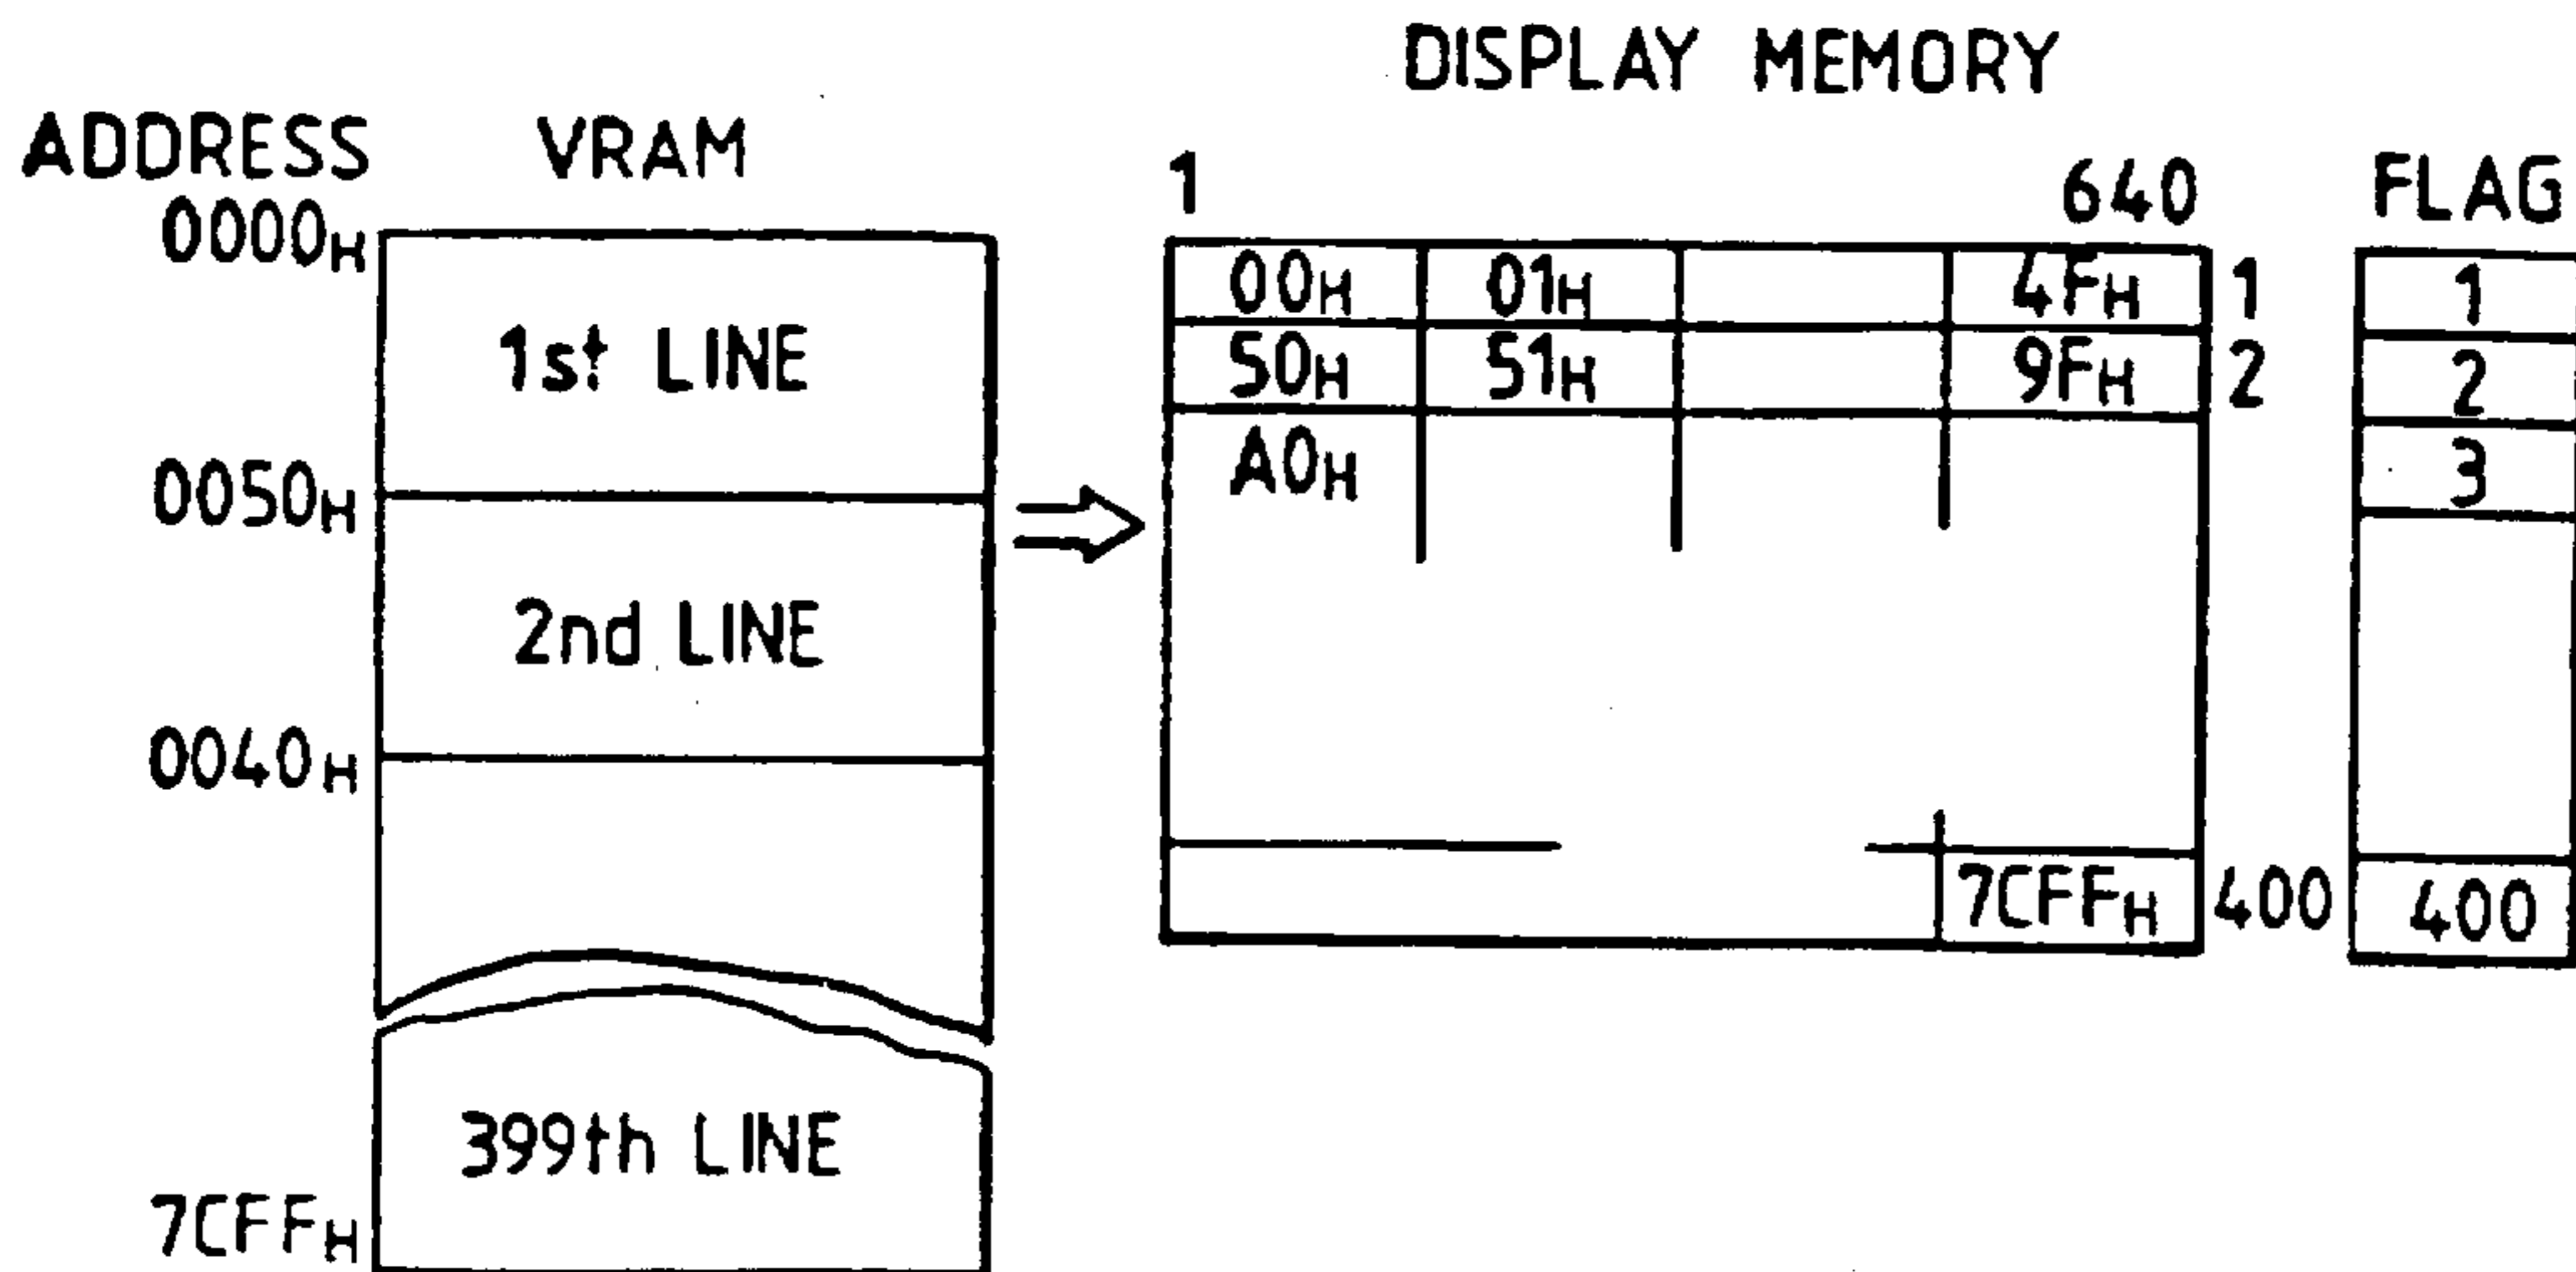 DISPLAY MEMORY
ADDRESS VRAM
1 640 FLAG
0000H
00H 01H 4FH 1 1
1st LINE
50H 51H 9FH 2 2
A0H 3
0050H
2nd LINE
0040H
7CFFH 400 400
399th LINE
7CFFH